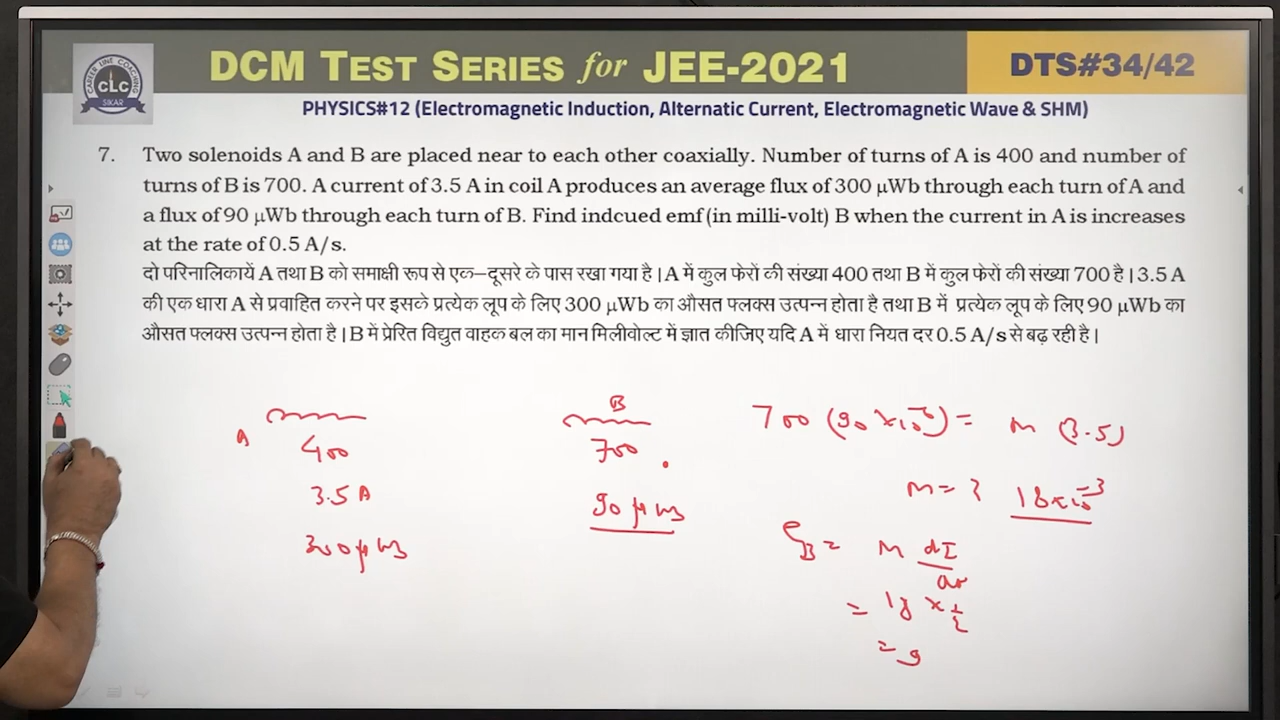 DCM TEST SERIES for JEE-2021
DTS#34/42
CAREER LINE COACHING
CLC
SIKAR
PHYSICS#12 (Electromagnetic Induction, Alternatic Current, Electromagnetic Wave & SHM)
7. Two solenoids A and B are placed near to each other coaxially. Number of turns of A is 400 and number of
turns of B is 700. A current of 3.5 A in coil A produces an average flux of 300 μWb through each turn of A and
a flux of 90 μWb through each turn of B. Find indcued emf (in milli-volt) B when the current in A is increases
at the rate of 0.5 A/s.
दो परिनालिकायें A तथा B को समाक्षी रूप से एक–दूसरे के पास रखा गया है। A में कुल फेरों की संख्या 400 तथा B में कुल फेरों की संख्या 700 है। 3.5 A
की एक धारा A से प्रवाहित करने पर इसके प्रत्येक लूप के लिए 300 μWb का औसत फ्लक्स उत्पन्न होता है तथा B में प्रत्येक लूप के लिए 90 μWb का
औसत फ्लक्स उत्पन्न होता है। B में प्रेरित विद्युत वाहक बल का मान मिलीवोल्ट में ज्ञात कीजिए यदि A में धारा नियत दर 0.5 A/s से बढ़ रही है।
A
400
3.5 A
300 μWb
B
700
90 μWb
700 (90 × 10⁻⁶) = M (3.5)
M = ? 18×10⁻³
e_B = M dI/dt
= 18 × 1/2
= 9